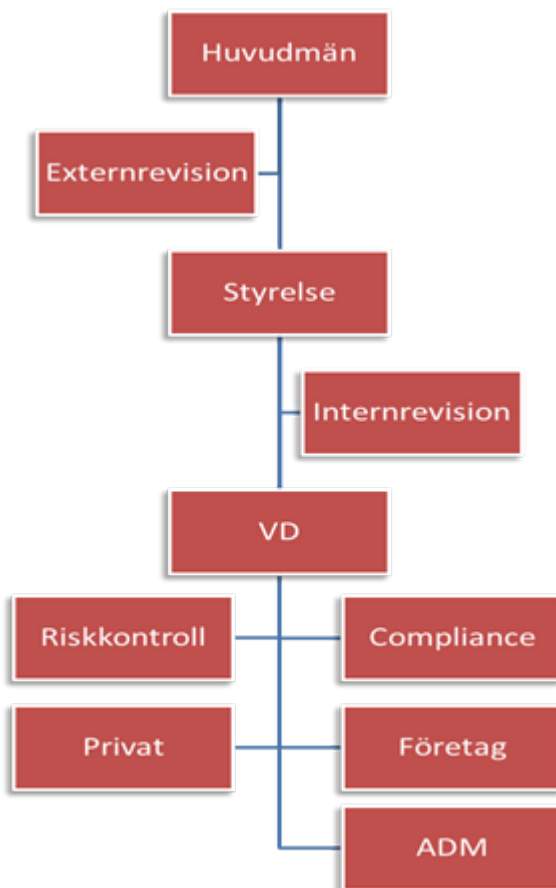 Huvudmän
Externrevision
Styrelse
Internrevision
VD
Riskkontroll
Compliance
Privat
Företag
ADM